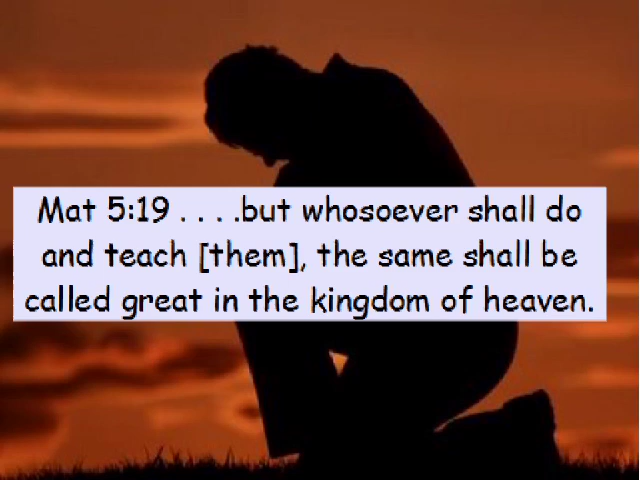 Mat 5:19 . . . .but whosoever shall do
and teach [them], the same shall be
called great in the kingdom of heaven.